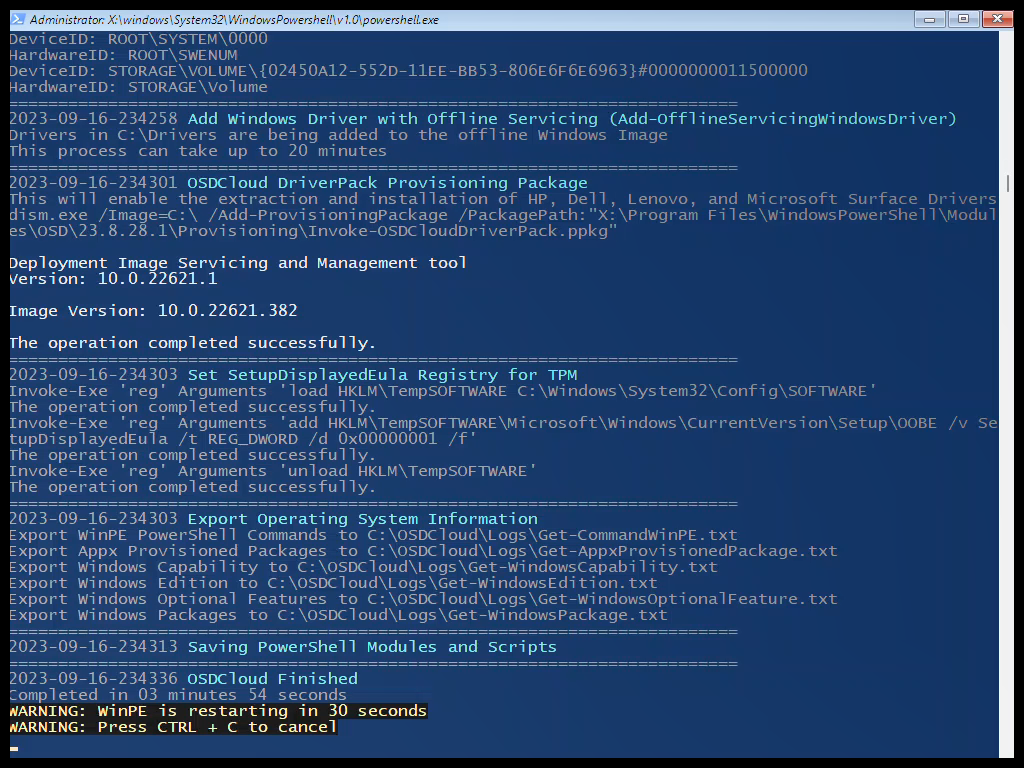 Administrator: X:\windows\System32\WindowsPowershell\v1.0\powershell.exe
DeviceID: ROOT\SYSTEM\0000
HardwareID: ROOT\SWENUM
DeviceID: STORAGE\VOLUME\{02450A12-552D-11EE-BB53-806E6F6E6963}#0000000011500000
HardwareID: STORAGE\Volume
=========================================================================
2023-09-16-234258 Add Windows Driver with Offline Servicing (Add-OfflineServicingWindowsDriver)
Drivers in C:\Drivers are being added to the offline Windows Image
This process can take up to 20 minutes
=========================================================================
2023-09-16-234301 OSDCloud DriverPack Provisioning Package
This will enable the extraction and installation of HP, Dell, Lenovo, and Microsoft Surface Drivers
dism.exe /Image=C:\ /Add-ProvisioningPackage /PackagePath:"X:\Program Files\WindowsPowerShell\Modul
es\OSD\23.8.28.1\Provisioning\Invoke-OSDCloudDriverPack.ppkg"
Deployment Image Servicing and Management tool
Version: 10.0.22621.1
Image Version: 10.0.22621.382
The operation completed successfully.
=========================================================================
2023-09-16-234303 Set SetupDisplayedEula Registry for TPM
Invoke-Exe 'reg' Arguments 'load HKLM\TempSOFTWARE C:\Windows\System32\Config\SOFTWARE'
The operation completed successfully.
Invoke-Exe 'reg' Arguments 'add HKLM\TempSOFTWARE\Microsoft\Windows\CurrentVersion\Setup\OOBE /v Se
tupDisplayedEula /t REG_DWORD /d 0x00000001 /f'
The operation completed successfully.
Invoke-Exe 'reg' Arguments 'unload HKLM\TempSOFTWARE'
The operation completed successfully.
=========================================================================
2023-09-16-234303 Export Operating System Information
Export WinPE PowerShell Commands to C:\OSDCloud\Logs\Get-CommandWinPE.txt
Export Appx Provisioned Packages to C:\OSDCloud\Logs\Get-AppxProvisionedPackage.txt
Export Windows Capability to C:\OSDCloud\Logs\Get-WindowsCapability.txt
Export Windows Edition to C:\OSDCloud\Logs\Get-WindowsEdition.txt
Export Windows Optional Features to C:\OSDCloud\Logs\Get-WindowsOptionalFeature.txt
Export Windows Packages to C:\OSDCloud\Logs\Get-WindowsPackage.txt
=========================================================================
2023-09-16-234313 Saving PowerShell Modules and Scripts
=========================================================================
2023-09-16-234336 OSDCloud Finished
Completed in 03 minutes 54 seconds
WARNING: WinPE is restarting in 30 seconds
WARNING: Press CTRL + C to cancel